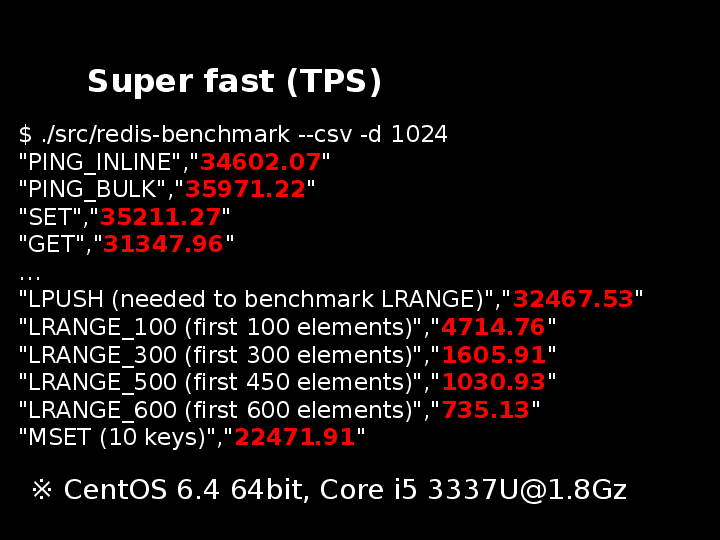 Super fast (TPS)
$ ./src/redis-benchmark --csv -d 1024
"PING_INLINE","34602.07"
"PING_BULK","35971.22"
"SET","35211.27"
"GET","31347.96"
…
"LPUSH (needed to benchmark LRANGE)","32467.53"
"LRANGE_100 (first 100 elements)","4714.76"
"LRANGE_300 (first 300 elements)","1605.91"
"LRANGE_500 (first 450 elements)","1030.93"
"LRANGE_600 (first 600 elements)","735.13"
"MSET (10 keys)","22471.91"
※ CentOS 6.4 64bit, Core i5 3337U@1.8Gz